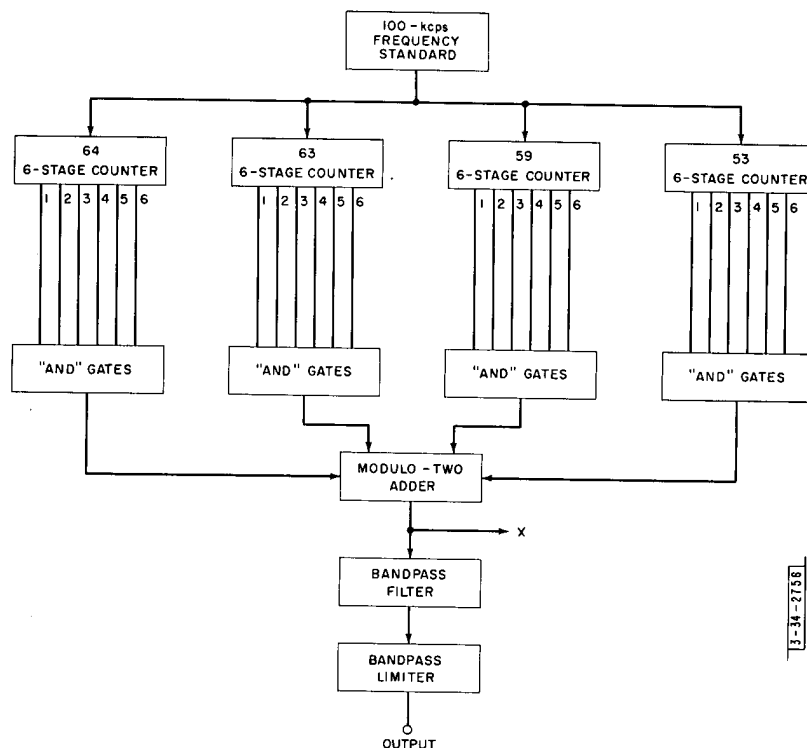 100-kcps
FREQUENCY
STANDARD
64
6-STAGE COUNTER
63
6-STAGE COUNTER
59
6-STAGE COUNTER
53
6-STAGE COUNTER
1 2 3 4 5 6
1 2 3 4 5 6
1 2 3 4 5 6
1 2 3 4 5 6
"AND" GATES
"AND" GATES
"AND" GATES
"AND" GATES
MODULO-TWO
ADDER
X
BANDPASS
FILTER
BANDPASS
LIMITER
OUTPUT
3-34-2756